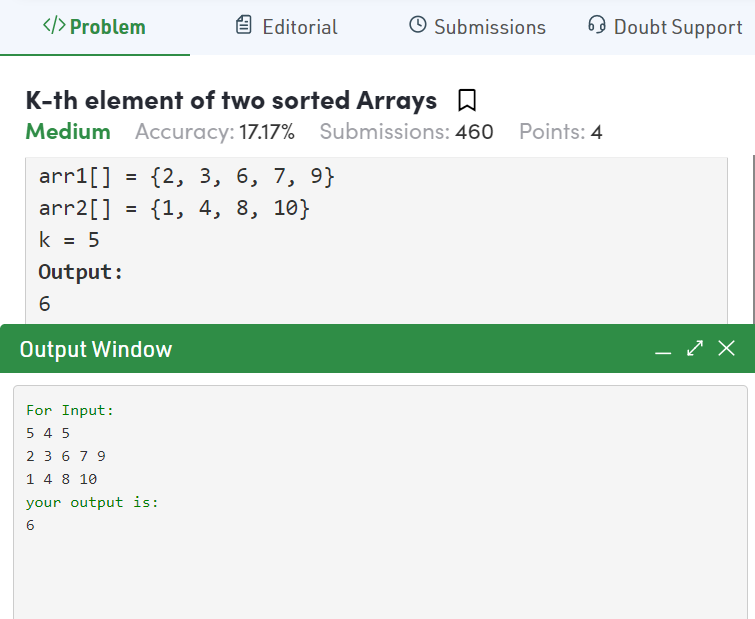 </> Problem
Editorial
Submissions
Doubt Support
K-th element of two sorted Arrays
Medium Accuracy: 17.17% Submissions: 460 Points: 4
arr1[] = {2, 3, 6, 7, 9}
arr2[] = {1, 4, 8, 10}
k = 5
Output:
6
Output Window
For Input:
5 4 5
2 3 6 7 9
1 4 8 10
your output is:
6